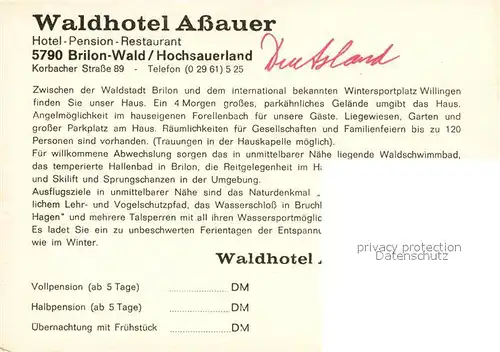 Waldhotel Aßauer
Hotel-Pension-Restaurant
5790 Brilon-Wald / Hochsauerland
Korbacher Straße 89 - Telefon (0 29 61) 5 25
Deutsland
Zwischen der Waldstadt Brilon und dem international bekannten Wintersportplatz Willingen
finden Sie unser Haus. Ein 4 Morgen großes, parkähnliches Gelände umgibt das Haus.
Angelmöglichkeit im hauseigenen Forellenbach für unsere Gäste. Liegewiesen, Garten und
großer Parkplatz am Haus. Räumlichkeiten für Gesellschaften und Familienfeiern bis zu 120
Personen sind vorhanden. (Trauungen in der Hauskapelle möglich).
Für willkommene Abwechslung sorgen das in unmittelbarer Nähe liegende Waldschwimmbad,
das temperierte Hallenbad in Brilon, die Reitgelegenheit im H
und Skilift und Sprungschanzen in der Umgebung.
Ausflugsziele in unmittelbarer Nähe sind das Naturdenkmal „
lichem Lehr- und Vogelschutzpfad, das Wasserschloß in Bruchl
Hagen" und mehrere Talsperren mit all ihren Wassersportmöglic
Es ladet Sie ein zu unbeschwerten Ferientagen der Entspannu
wie im Winter.
Waldhotel A
privacy protection
Datenschutz
Vollpension (ab 5 Tage) .................... DM
Halbpension (ab 5 Tage) .................... DM
Übernachtung mit Frühstück .................... DM